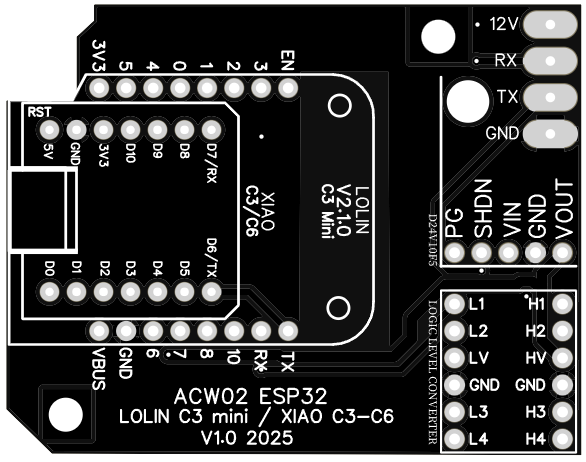 12V
RX
TX
GND
3V3
5
4
0
1
2
3
EN
RST
5V
GND
3V3
D10
D9
D8
D7/RX
XIAO
C3/C6
LOLIN
V2.1.0
C3 Mini
D0
D1
D2
D3
D4
D5
D6/TX
VBUS
GND
6
7
8
10
RX
TX
D24V10F5
PG
SHDN
VIN
GND
VOUT
LOGIC LEVEL CONVERTER
L1 H1
L2 H2
LV HV
GND GND
L3 H3
L4 H4
ACW02 ESP32
LOLIN C3 mini / XIAO C3-C6
V1.0 2025